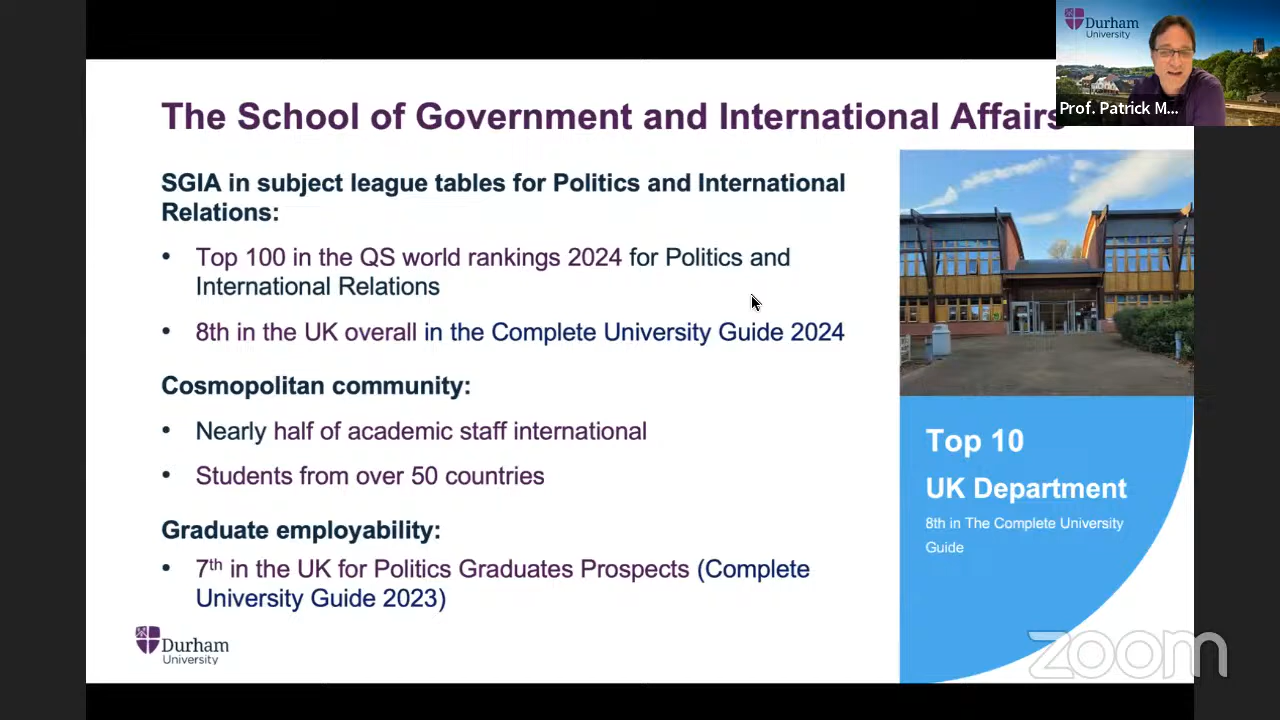 Durham
University
Prof. Patrick M...
The School of Government and International Affairs
SGIA in subject league tables for Politics and International
Relations:
• Top 100 in the QS world rankings 2024 for Politics and
International Relations
• 8th in the UK overall in the Complete University Guide 2024
Cosmopolitan community:
• Nearly half of academic staff international
• Students from over 50 countries
Graduate employability:
• 7th in the UK for Politics Graduates Prospects (Complete
University Guide 2023)
Top 10
UK Department
8th in The Complete University
Guide
Durham
University
zoom